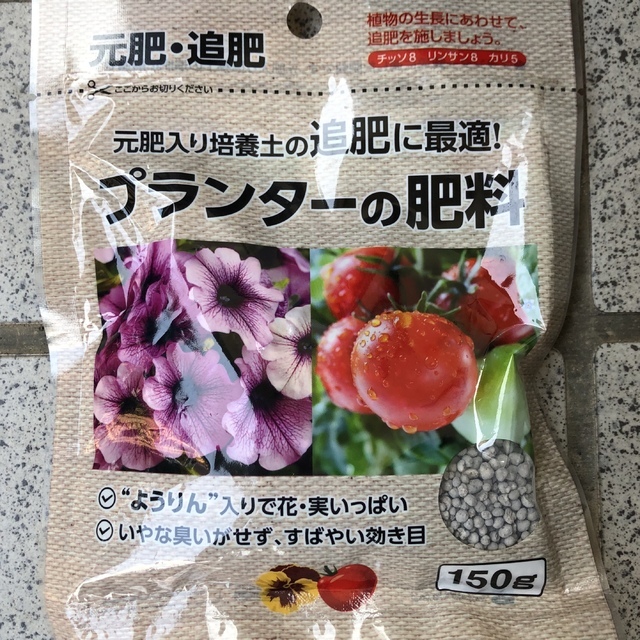 元肥・追肥
植物の生長にあわせて、
追肥を施しましょう。
チッソ8 リンサン8 カリ5
ここからお切りください
元肥入り培養土の追肥に最適!
プランターの肥料
“ようりん”入りで花・実いっぱい
いやな臭いがせず、すばやい効き目
150g